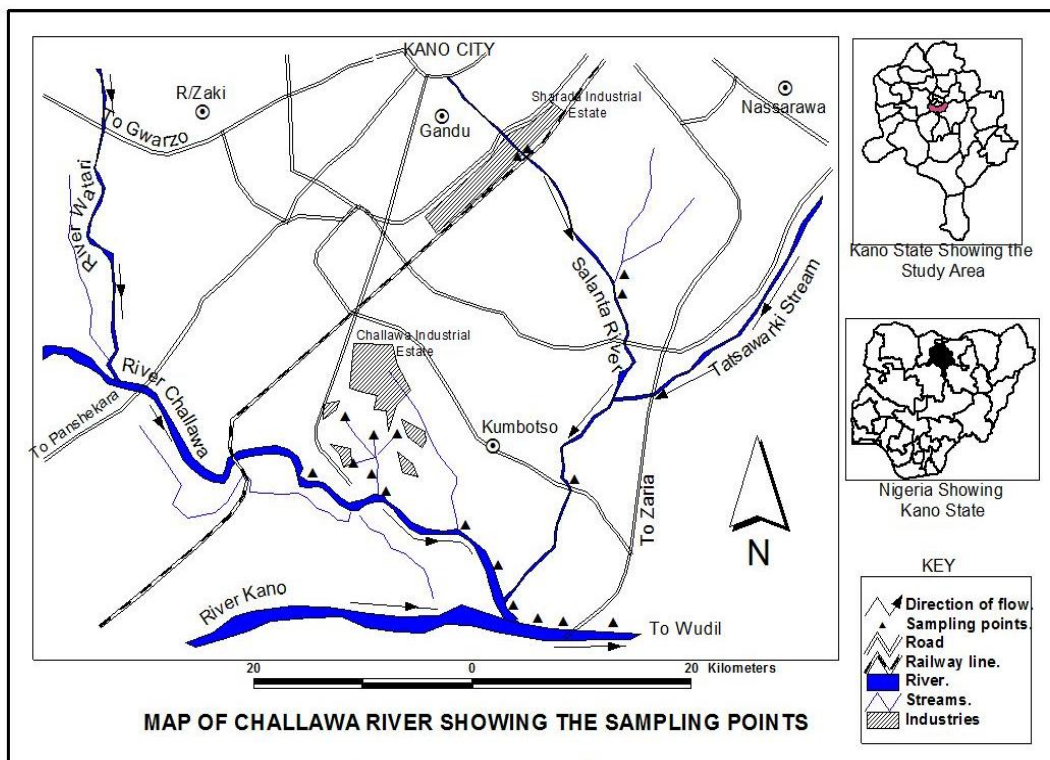 KANO CITY
R/Zaki
To Gwarzo
Gandu
Sharada Industrial
Estate
Nassarawa
River Watari
Salanta River
Tatsawarki Stream
Challawa Industrial
Estate
River Challawa
To Panshekara
Kumbotso
To Zaria
N
River Kano
To Wudil
20 0 20 Kilometers
MAP OF CHALLAWA RIVER SHOWING THE SAMPLING POINTS
Kano State Showing the
Study Area
Nigeria Showing
Kano State
KEY
Direction of flow.
Sampling points.
Road
Railway line.
River.
Streams.
Industries